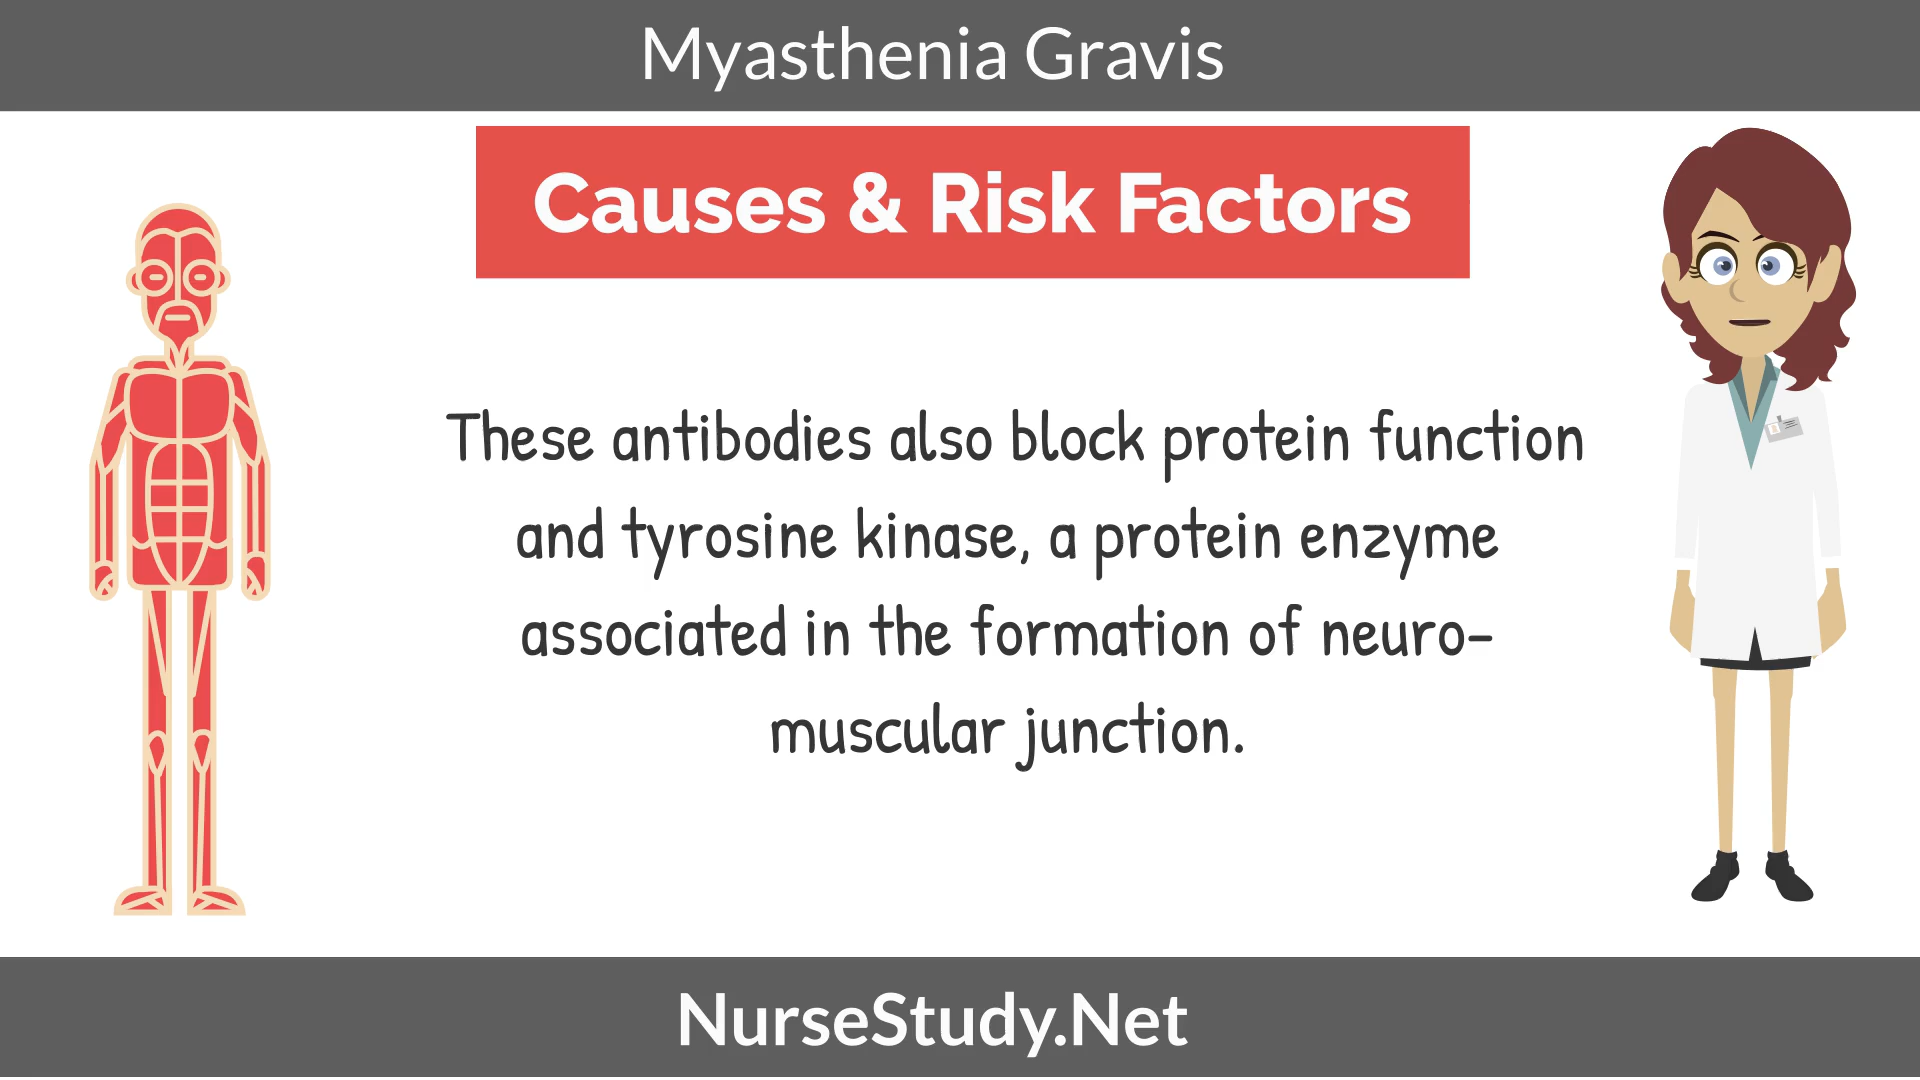 Myasthenia Gravis
Causes & Risk Factors
These antibodies also block protein function
and tyrosine kinase, a protein enzyme
associated in the formation of neuro-
muscular junction.
NurseStudy.Net